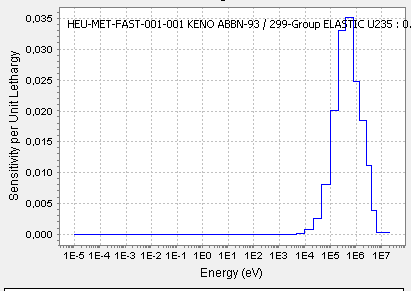 HEU-MET-FAST-001-001 KENO ABBN-93 / 299-Group ELASTIC U235 : 0.
0,035
0,030
0,025
0,020
0,015
0,010
0,005
0,000
Sensitivity per Unit Lethargy
1E-5 1E-4 1E-3 1E-2 1E-1 1E0 1E1 1E2 1E3 1E4 1E5 1E6 1E7
Energy (eV)